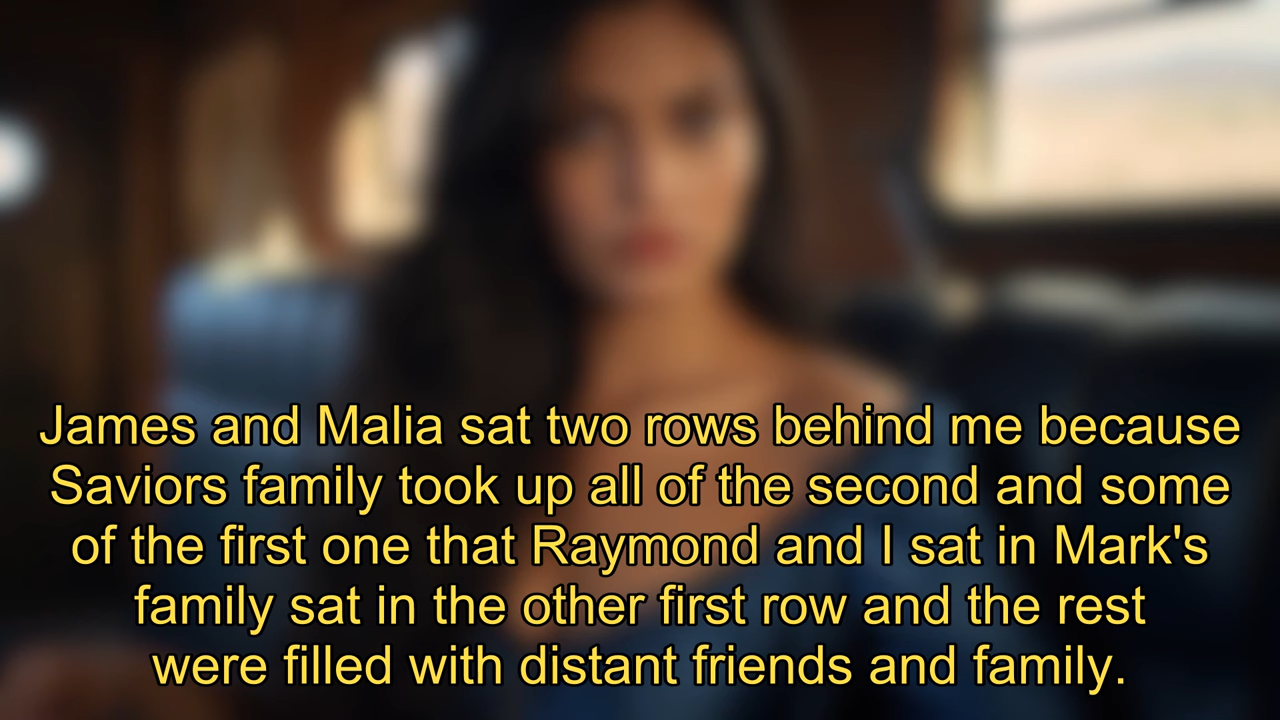 James and Malia sat two rows behind me because
Saviors family took up all of the second and some
of the first one that Raymond and I sat in Mark's
family sat in the other first row and the rest
were filled with distant friends and family.